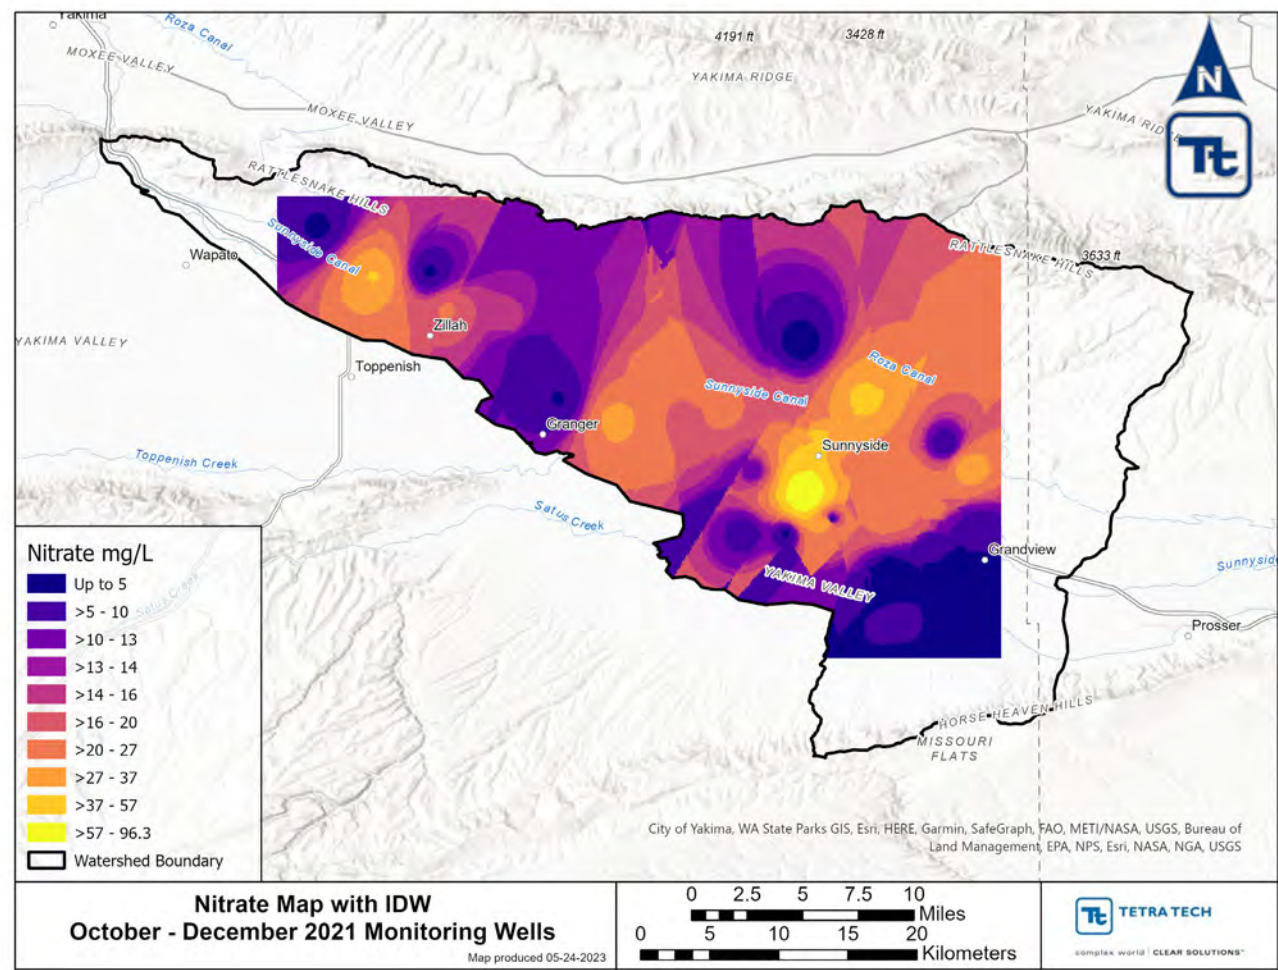 Yakima
Roza Canal
4191 ft
3428 ft
MOXEE VALLEY
YAKIMA RIDGE
N
MOXEE VALLEY
YAKIMA RIDGE
Tt
RATTLESNAKE HILLS
Sunnyside Canal
RATTLESNAKE HILLS
3633 ft
Wapato
Zillah
YAKIMA VALLEY
Toppenish
Roza Canal
Sunnyside Canal
Granger
Sunnyside
Toppenish Creek
Satus Creek
Grandview
Sunnyside
YAKIMA VALLEY
Satus Creek
Prosser
HORSE HEAVEN HILLS
MISSOURI
FLATS
Nitrate mg/L
Up to 5
>5 - 10
>10 - 13
>13 - 14
>14 - 16
>16 - 20
>20 - 27
>27 - 37
>37 - 57
>57 - 96.3
Watershed Boundary
City of Yakima, WA State Parks GIS, Esri, HERE, Garmin, SafeGraph, FAO, METI/NASA, USGS, Bureau of
Land Management, EPA, NPS, Esri, NASA, NGA, USGS
Nitrate Map with IDW
October - December 2021 Monitoring Wells
Map produced 05-24-2023
0 2.5 5 7.5 10
Miles
0 5 10 15 20
Kilometers
Tt TETRA TECH
complex world | CLEAR SOLUTIONS™